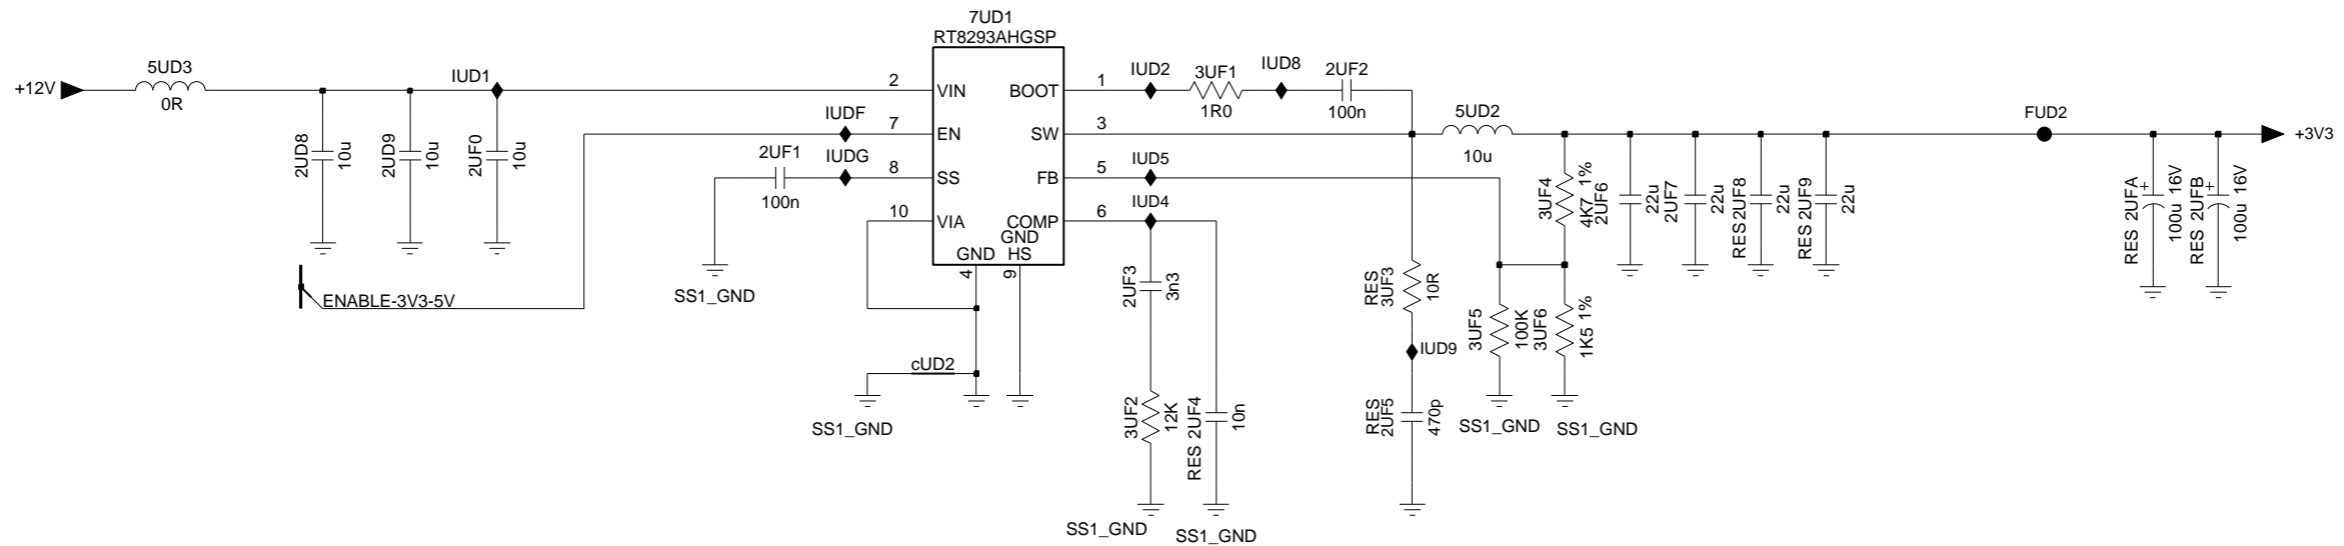 7UD1
RT8293AHGSP
+12V
5UD3
0R
IUD1
2
VIN
BOOT
1
IUD2
3UF1
1R0
IUD8
2UF2
100n
IUDF
7
EN
SW
3
5UD2
10u
FUD2
+3V3
2UD8
10u
2UD9
10u
2UF0
10u
2UF1
100n
IUDG
8
SS
FB
5
IUD5
10
VIA
COMP
6
IUD4
GND
GND
HS
4
9
3UF4
4K7 1%
2UF6
22u
2UF7
22u
RES 2UF8
22u
RES 2UF9
22u
RES 2UFA
+
100u 16V
RES 2UFB
+
100u 16V
SS1_GND
ENABLE-3V3-5V
2UF3
3n3
RES
3UF3
10R
3UF5
100K
3UF6
1K5 1%
IUD9
cUD2
SS1_GND
3UF2
12K
RES 2UF4
10n
RES
2UF5
470p
SS1_GND
SS1_GND
SS1_GND
SS1_GND